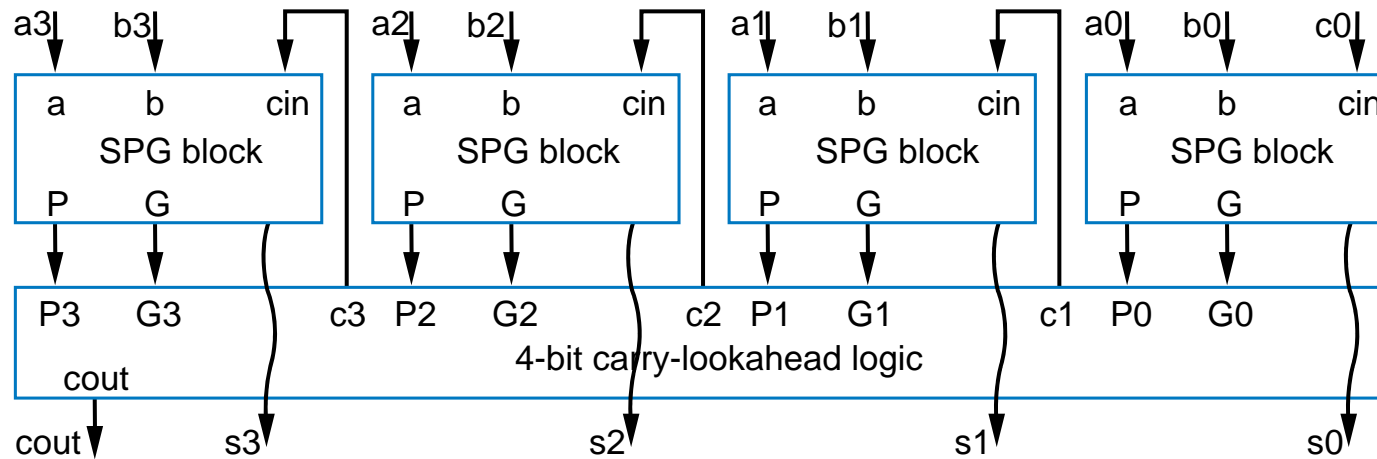 a3 b3 a2 b2 a1 b1 a0 b0 c0
a b cin a b cin a b cin a b cin
SPG block SPG block SPG block SPG block
P G P G P G P G
P3 G3 c3 P2 G2 c2 P1 G1 c1 P0 G0
4-bit carry-lookahead logic
cout
cout s3 s2 s1 s0